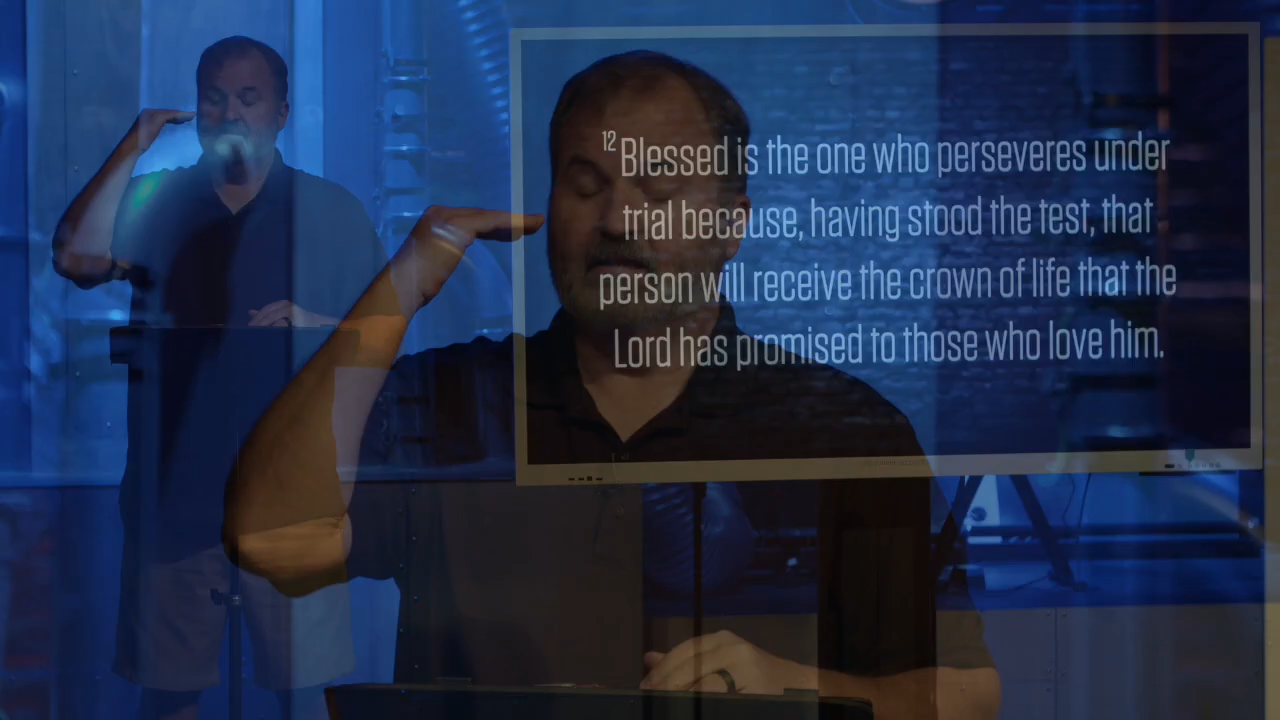 12 Blessed is the one who perseveres under
trial because, having stood the test, that
person will receive the crown of life that the
Lord has promised to those who love him.